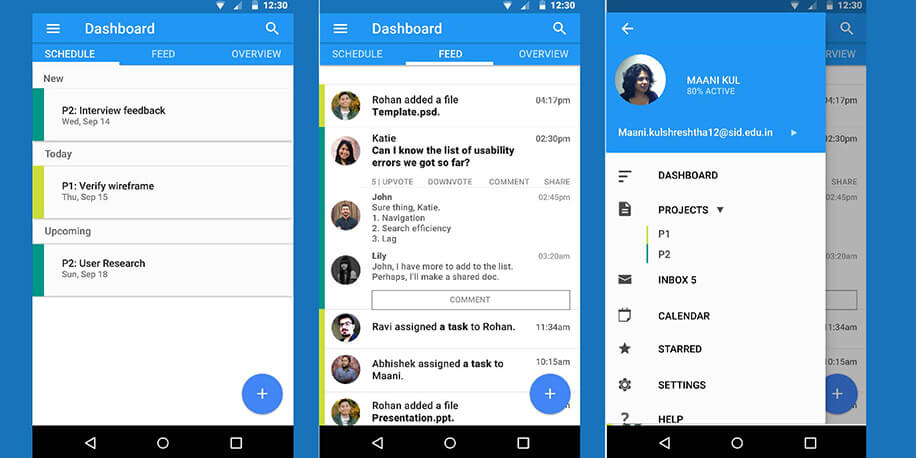 12:30
Dashboard
SCHEDULE FEED OVERVIEW
New
P2: Interview feedback
Wed, Sep 14
Today
P1: Verify wireframe
Thu, Sep 15
Upcoming
P2: User Research
Sun, Sep 18
+
12:30
Dashboard
SCHEDULE FEED OVERVIEW
Rohan added a file 04:17pm
Template.psd.
Katie 02:30pm
Can I know the list of usability
errors we got so far?
5 | UPVOTE DOWNVOTE COMMENT SHARE
John 02:45pm
Sure thing, Katie.
1. Navigation
2. Search efficiency
3. Lag
Lily 03:20am
John, I have more to add to the list.
Perhaps, I'll make a shared doc.
COMMENT
Ravi assigned a task to Rohan. 11:34am
Abhishek assigned a task to 10:15am
Maani.
Rohan added a file
Presentation.ppt.
+
12:30
MAANI KUL
80% ACTIVE
Maani.kulshreshtha12@sid.edu.in
DASHBOARD
PROJECTS
P1
P2
INBOX 5
CALENDAR
STARRED
SETTINGS
HELP
RVIEW
04:17pm
02:30pm
SHARE
02:45pm
03:20am
11:34am
10:15am